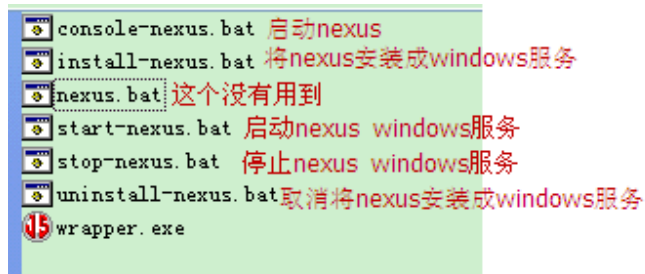 console-nexus.bat 启动nexus
install-nexus.bat 将nexus安装成windows服务
nexus.bat 这个没有用到
start-nexus.bat 启动nexus windows服务
stop-nexus.bat 停止nexus windows服务
uninstall-nexus.bat 取消将nexus安装成windows服务
wrapper.exe